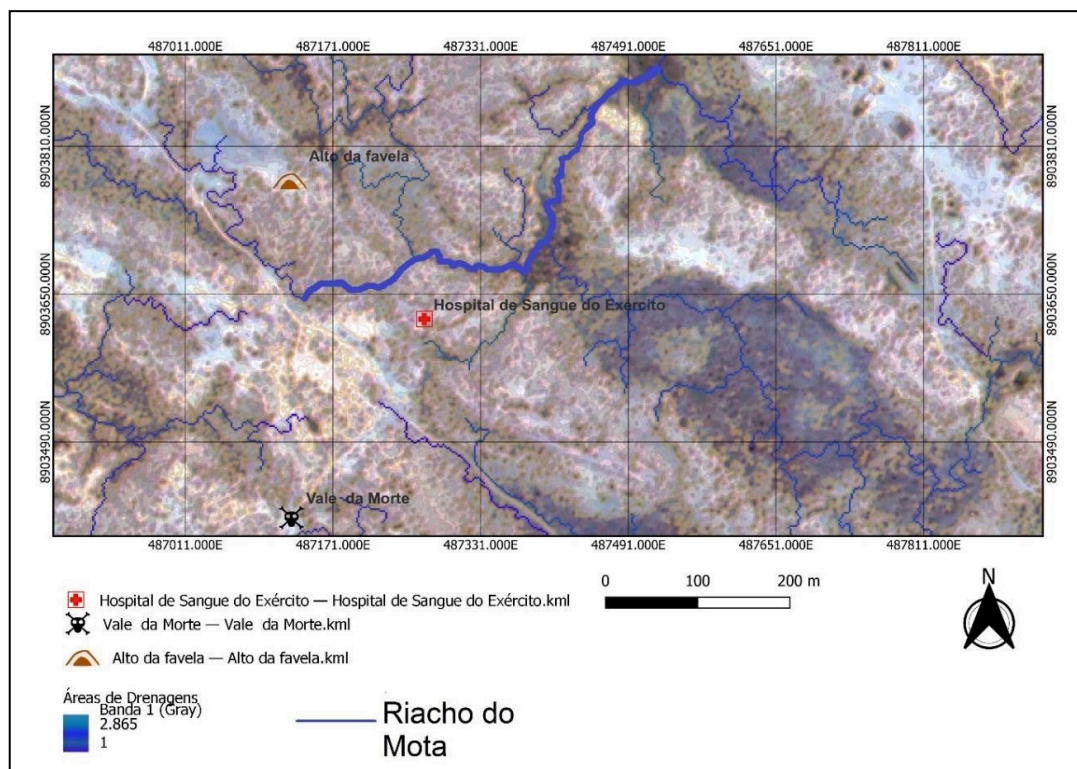 487011.000E 487171.000E 487331.000E 487491.000E 487651.000E 487811.000E
8903810.000N
8903810.000N
Alto da favela
8903650.000N
8903650.000N
Hospital de Sangue do Exército
8903490.000N
8903490.000N
Vale da Morte
487011.000E 487171.000E 487331.000E 487491.000E 487651.000E 487811.000E
Hospital de Sangue do Exército — Hospital de Sangue do Exército.kml
Vale da Morte — Vale da Morte.kml
Alto da favela — Alto da favela.kml
0 100 200 m
N
Áreas de Drenagens
Banda 1 (Gray)
2.865
1
Riacho do
Mota